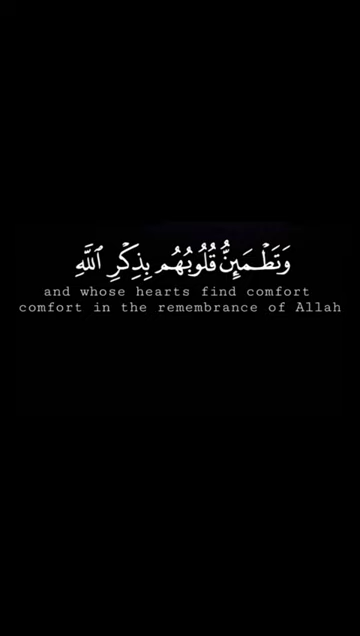 وَتَطْمَئِنُّ قُلُوبُهُم بِذِكْرِ ٱللَّهِ
and whose hearts find comfort
comfort in the remembrance of Allah